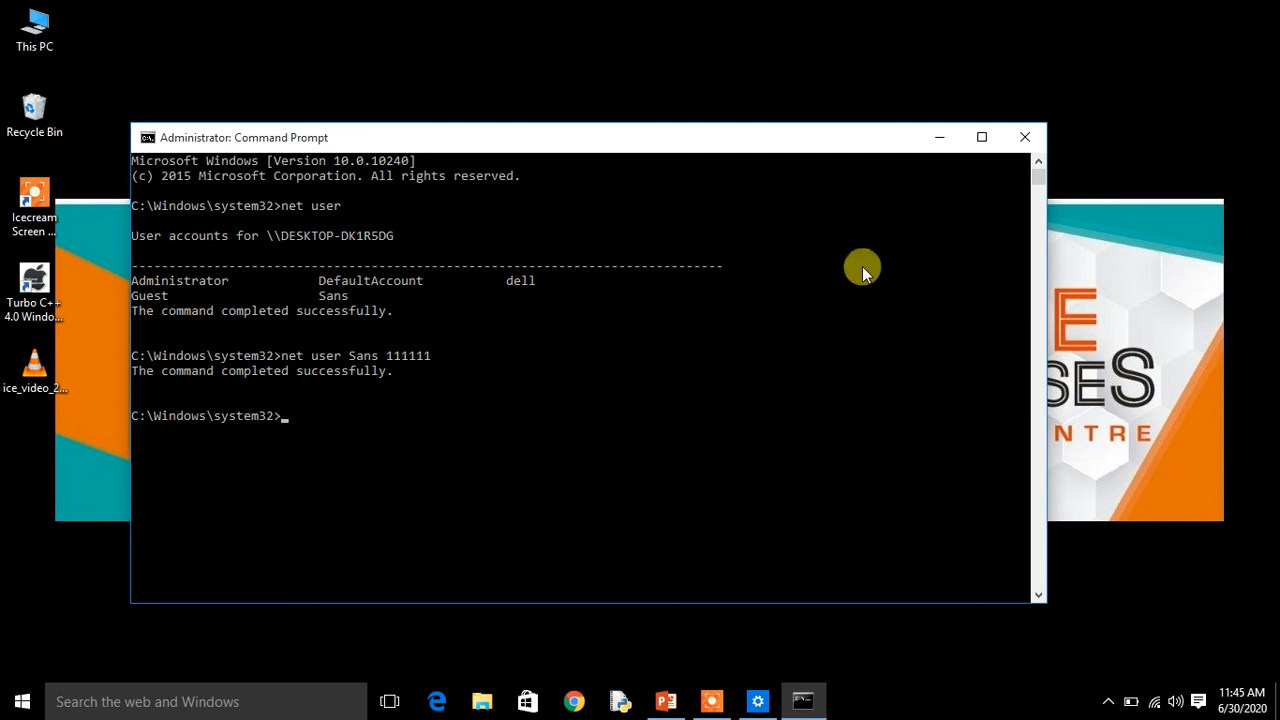 This PC
Recycle Bin
Icecream
Screen ...
Turbo C++
4.0 Windo...
ice_video_2...
Administrator: Command Prompt
Microsoft Windows [Version 10.0.10240]
(c) 2015 Microsoft Corporation. All rights reserved.
C:\Windows\system32>net user
User accounts for \\DESKTOP-DK1R5DG
-------------------------------------------------------------------------------
Administrator DefaultAccount dell
Guest Sans
The command completed successfully.
C:\Windows\system32>net user Sans 111111
The command completed successfully.
C:\Windows\system32>_
E
SES
NTRE
Search the web and Windows
11:45 AM
6/30/2020